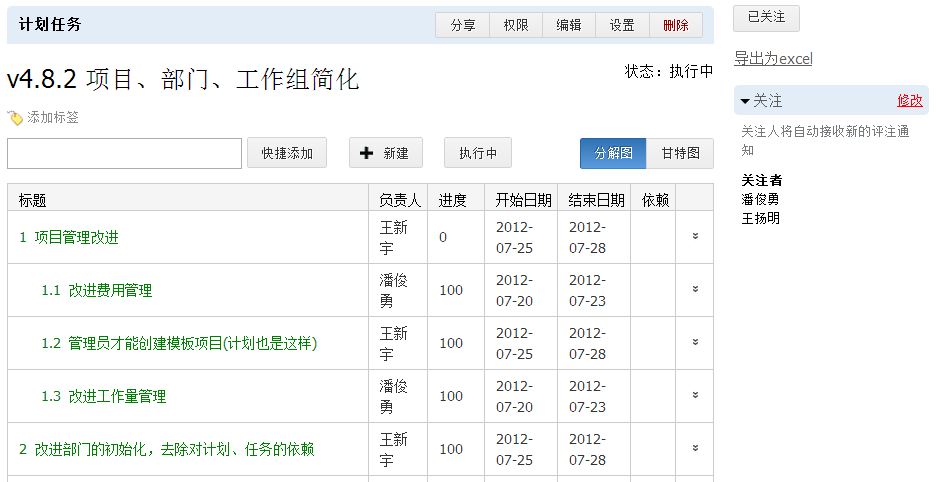 计划任务
分享 权限 编辑 设置 删除
已关注
v4.8.2 项目、部门、工作组简化
状态：执行中
导出为excel
添加标签
关注 修改
关注人将自动接收新的评注通
知
快捷添加 新建 执行中 分解图 甘特图
关注者
潘俊勇
王扬明
标题 负责人 进度 开始日期 结束日期 依赖
1 项目管理改进 王新宇 0 2012-07-25 2012-07-28
1.1 改进费用管理 潘俊勇 100 2012-07-20 2012-07-23
1.2 管理员才能创建模板项目(计划也是这样) 王新宇 100 2012-07-25 2012-07-28
1.3 改进工作量管理 潘俊勇 100 2012-07-20 2012-07-23
2 改进部门的初始化，去除对计划、任务的依赖 王新宇 100 2012-07-25 2012-07-28